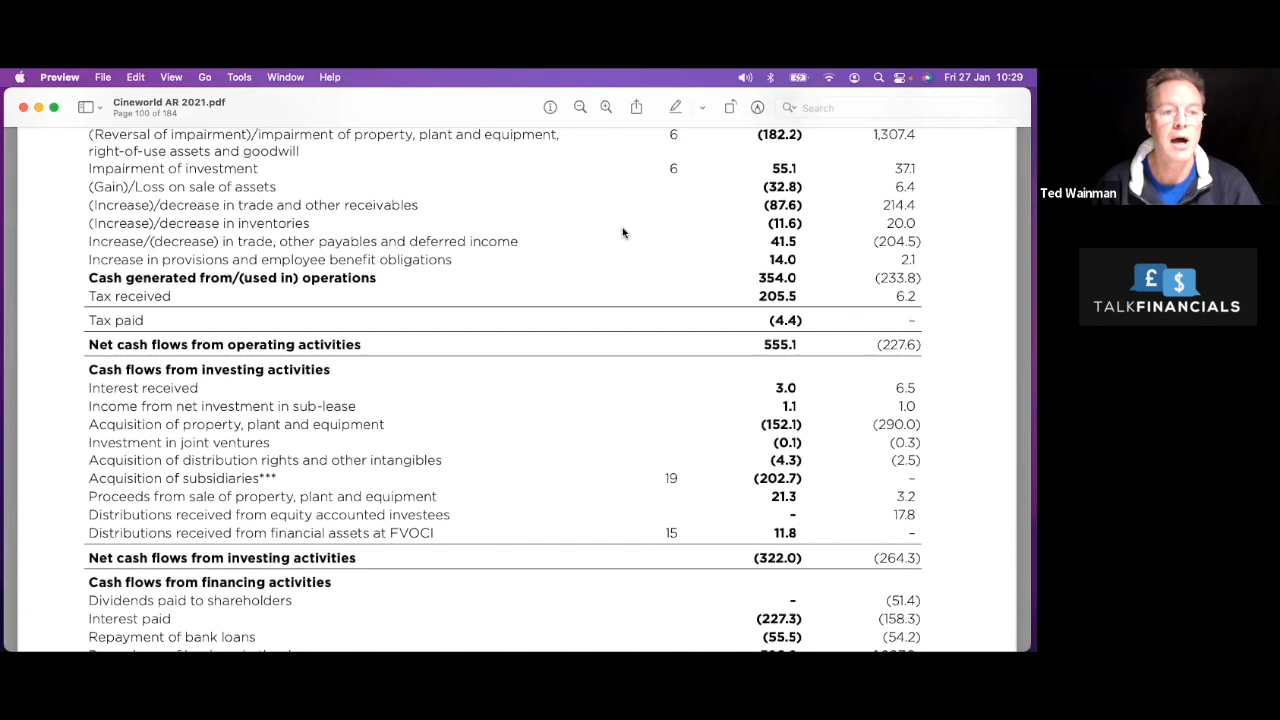 Preview File Edit View Go Tools Window Help Fri 27 Jan 10:29
Cineworld AR 2021.pdf
Page 100 of 184
Search
(Reversal of impairment)/impairment of property, plant and equipment, 6 (182.2) 1,307.4
right-of-use assets and goodwill
Impairment of investment 6 55.1 37.1
(Gain)/Loss on sale of assets (32.8) 6.4
(Increase)/decrease in trade and other receivables (87.6) 214.4
(Increase)/decrease in inventories (11.6) 20.0
Increase/(decrease) in trade, other payables and deferred income 41.5 (204.5)
Increase in provisions and employee benefit obligations 14.0 2.1
Cash generated from/(used in) operations 354.0 (233.8)
Tax received 205.5 6.2
Tax paid (4.4) –
Net cash flows from operating activities 555.1 (227.6)
Cash flows from investing activities
Interest received 3.0 6.5
Income from net investment in sub-lease 1.1 1.0
Acquisition of property, plant and equipment (152.1) (290.0)
Investment in joint ventures (0.1) (0.3)
Acquisition of distribution rights and other intangibles (4.3) (2.5)
Acquisition of subsidiaries*** 19 (202.7) –
Proceeds from sale of property, plant and equipment 21.3 3.2
Distributions received from equity accounted investees – 17.8
Distributions received from financial assets at FVOCI 15 11.8 –
Net cash flows from investing activities (322.0) (264.3)
Cash flows from financing activities
Dividends paid to shareholders – (51.4)
Interest paid (227.3) (158.3)
Repayment of bank loans (55.5) (54.2)
Ted Wainman
£ $
TALKFINANCIALS